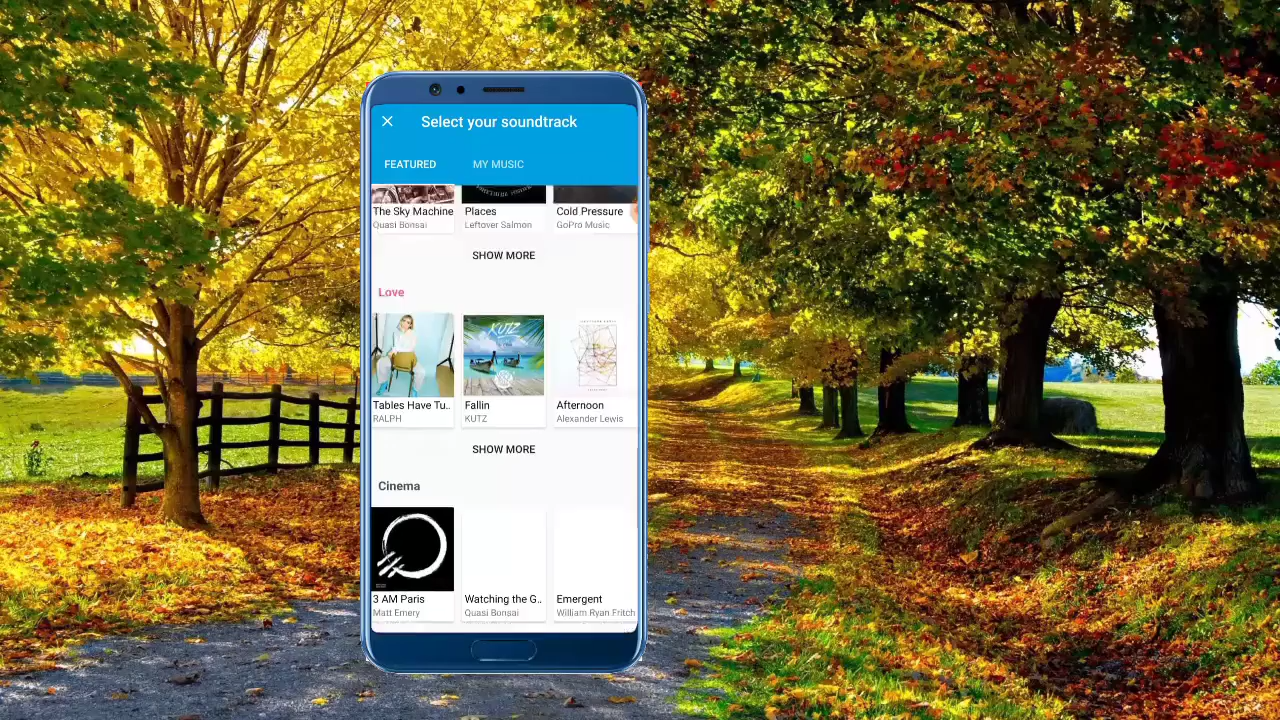 Select your soundtrack
FEATURED
MY MUSIC
The Sky Machine
Places
Cold Pressure
Quasi Bonsai
Leftover Salmon
GoPro Music
SHOW MORE
Love
KUTZ
Tables Have Tu..
Fallin
Afternoon
RALPH
KUTZ
Alexander Lewis
SHOW MORE
Cinema
3 AM Paris
Watching the G..
Emergent
Matt Emery
Quasi Bonsai
William Ryan Fritch